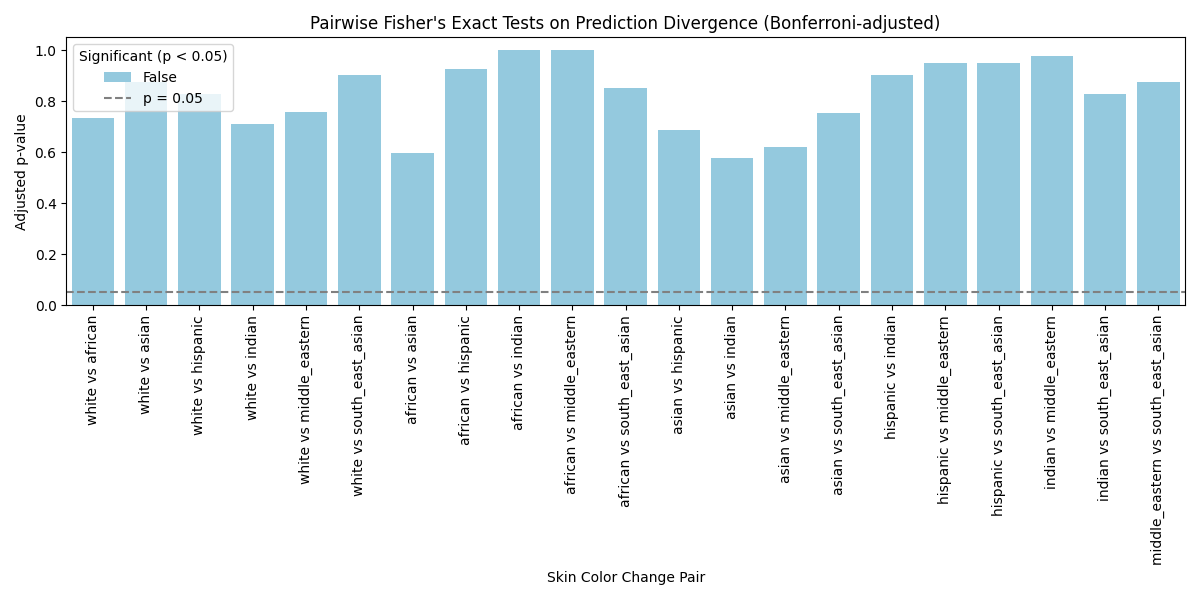 Pairwise Fisher's Exact Tests on Prediction Divergence (Bonferroni-adjusted)
Significant (p < 0.05)
False
p = 0.05
Adjusted p-value
1.0
0.8
0.6
0.4
0.2
0.0
white vs african
white vs asian
white vs hispanic
white vs indian
white vs middle_eastern
white vs south_east_asian
african vs asian
african vs hispanic
african vs indian
african vs middle_eastern
african vs south_east_asian
asian vs hispanic
asian vs indian
asian vs middle_eastern
asian vs south_east_asian
hispanic vs indian
hispanic vs middle_eastern
hispanic vs south_east_asian
indian vs middle_eastern
indian vs south_east_asian
middle_eastern vs south_east_asian
Skin Color Change Pair